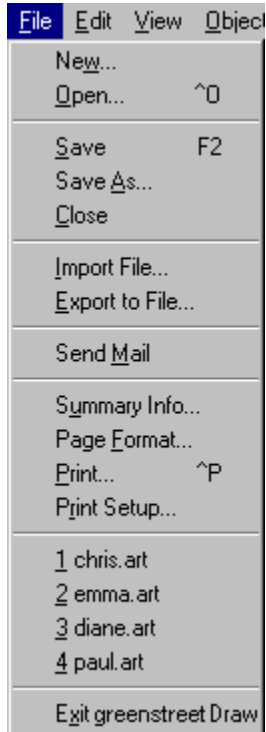 File Edit View Object
New...
Open... ^O
Save F2
Save As...
Close
Import File...
Export to File...
Send Mail
Summary Info...
Page Format...
Print... ^P
Print Setup...
1 chris.art
2 emma.art
3 diane.art
4 paul.art
Exit greenstreet Draw